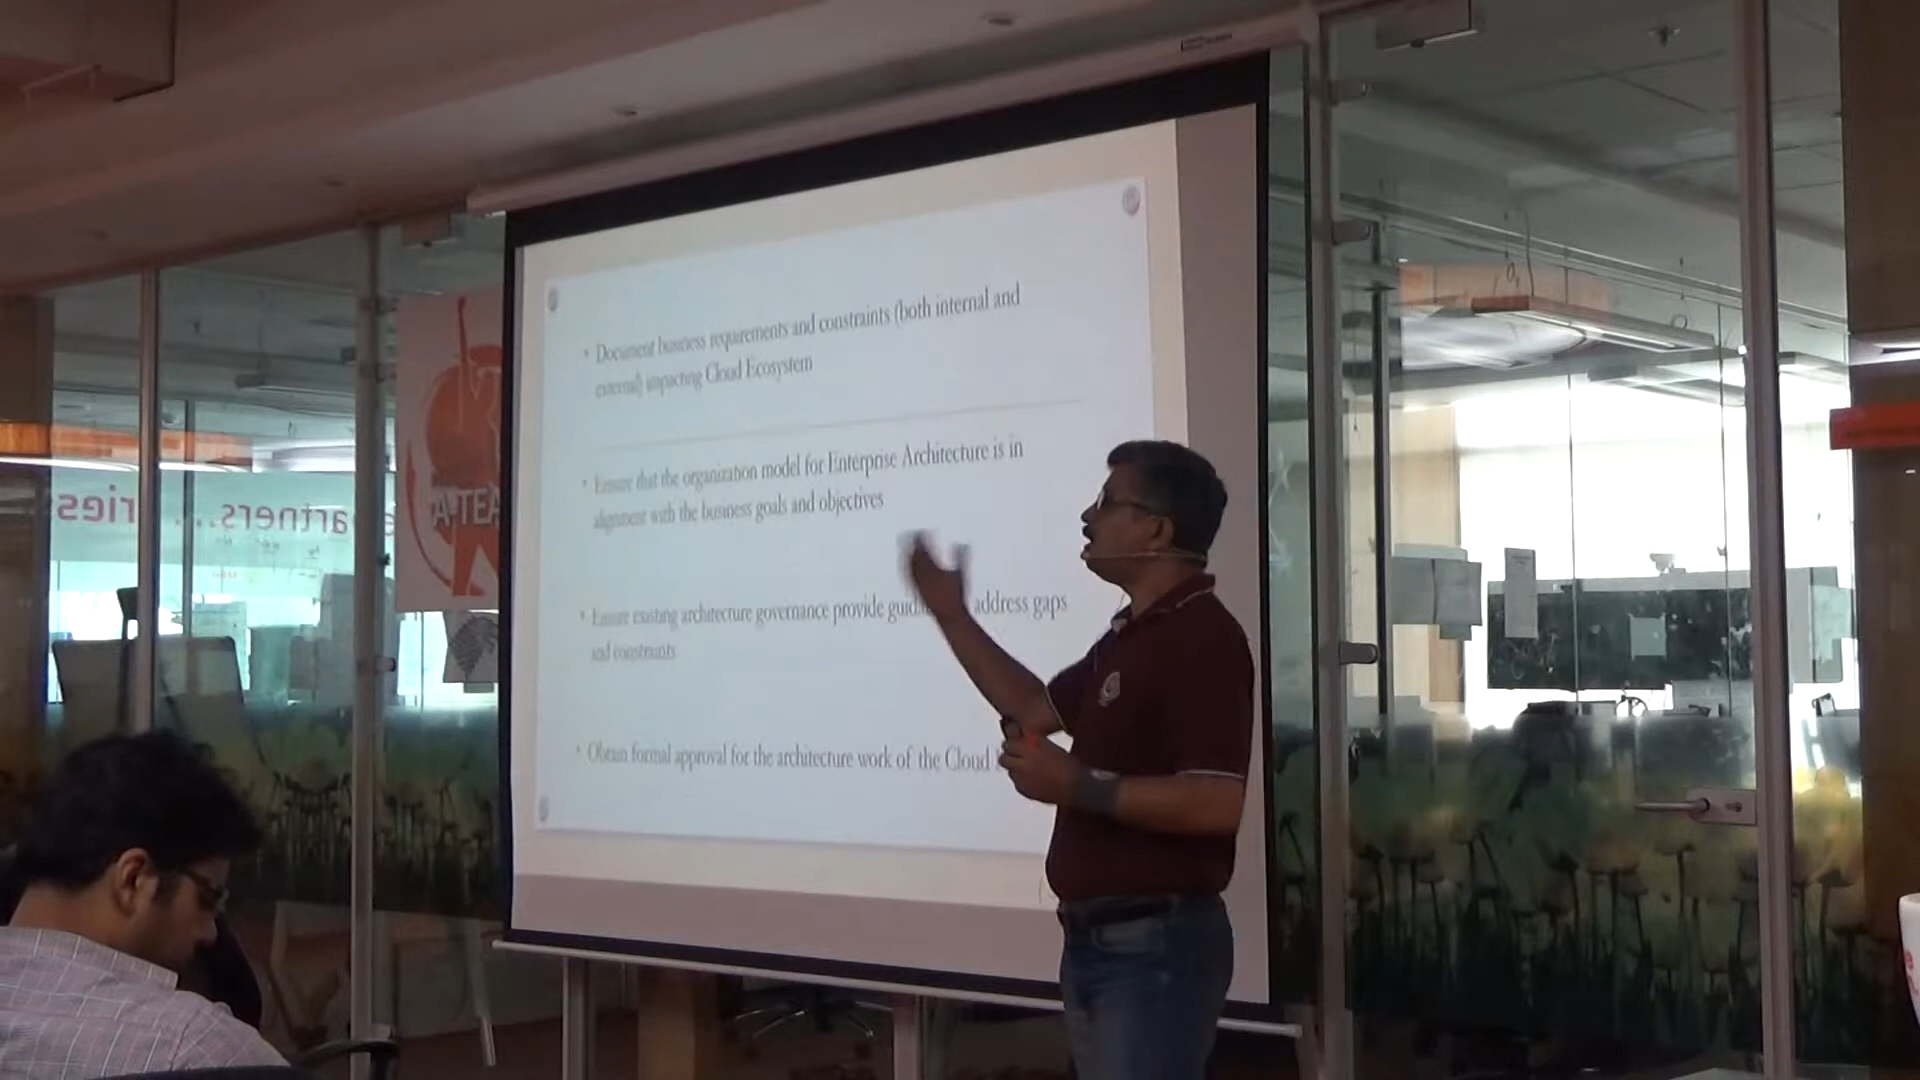 • Document business requirements and constraints (both internal and
external) impacting Cloud Ecosystem
• Ensure that the organization model for Enterprise Architecture is in
alignment with the business goals and objectives
• Ensure existing architecture governance provide address gaps
and constraints
• Obtain formal approval for the architecture work of the Cloud
A-TEA